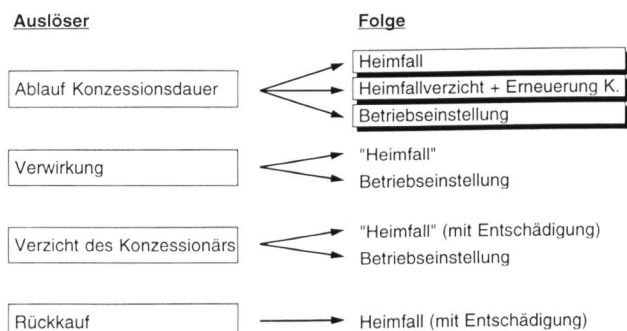 Auslöser
Folge
Ablauf Konzessionsdauer
Heimfall
Heimfallverzicht + Erneuerung K.
Betriebseinstellung
Verwirkung
"Heimfall"
Betriebseinstellung
Verzicht des Konzessionärs
"Heimfall" (mit Entschädigung)
Betriebseinstellung
Rückkauf
Heimfall (mit Entschädigung)